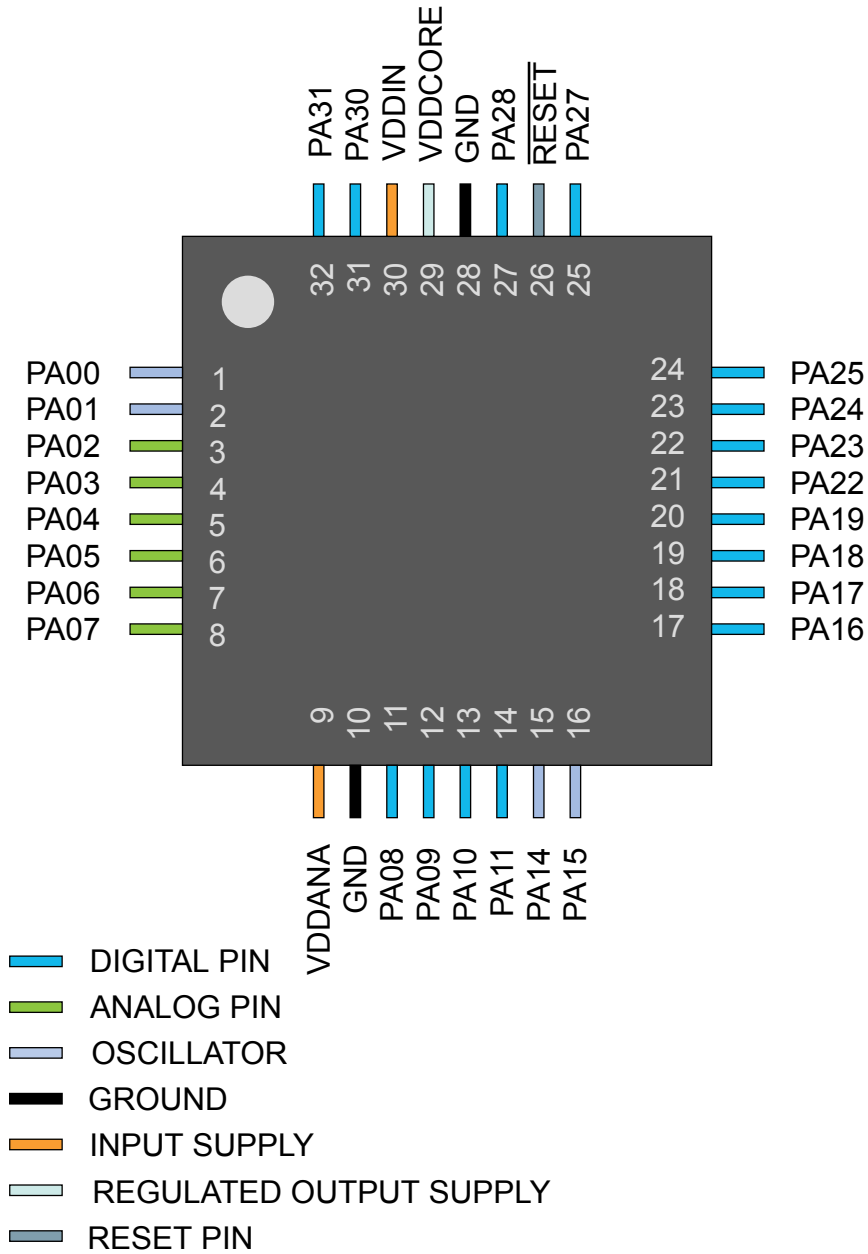 PA31
PA30
VDDIN
VDDCORE
GND
PA28
RESET
PA27
32
31
30
29
28
27
26
25
PA00 1
PA01 2
PA02 3
PA03 4
PA04 5
PA05 6
PA06 7
PA07 8
24 PA25
23 PA24
22 PA23
21 PA22
20 PA19
19 PA18
18 PA17
17 PA16
9
10
11
12
13
14
15
16
VDDANA
GND
PA08
PA09
PA10
PA11
PA14
PA15
DIGITAL PIN
ANALOG PIN
OSCILLATOR
GROUND
INPUT SUPPLY
REGULATED OUTPUT SUPPLY
RESET PIN